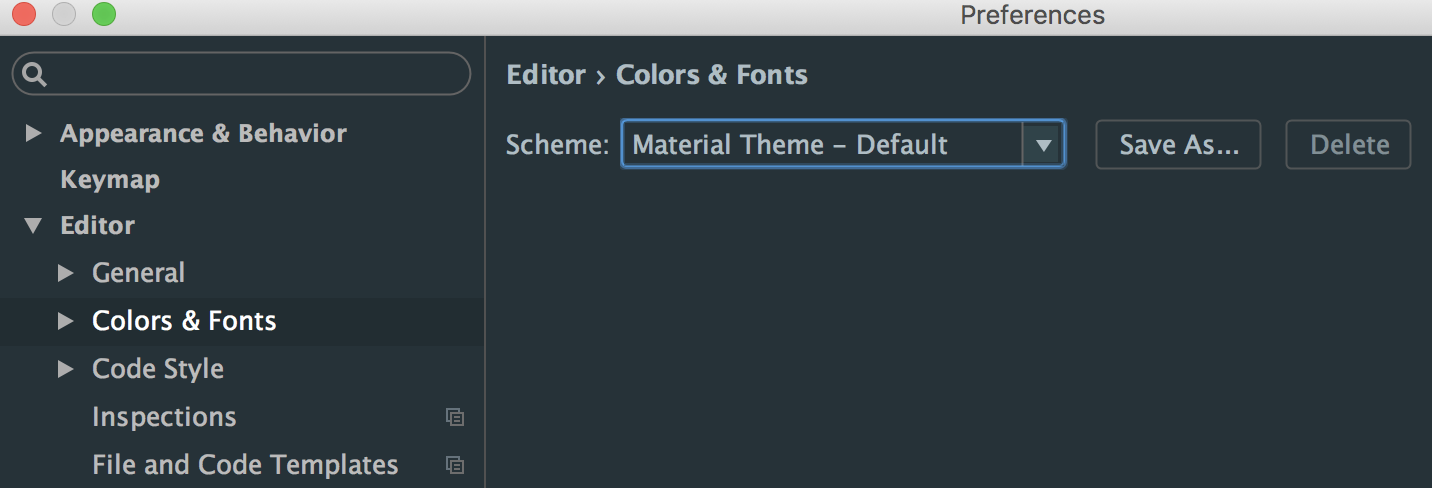 Preferences
Appearance & Behavior
Keymap
Editor
General
Colors & Fonts
Code Style
Inspections
File and Code Templates
Editor › Colors & Fonts
Scheme: Material Theme – Default Save As... Delete